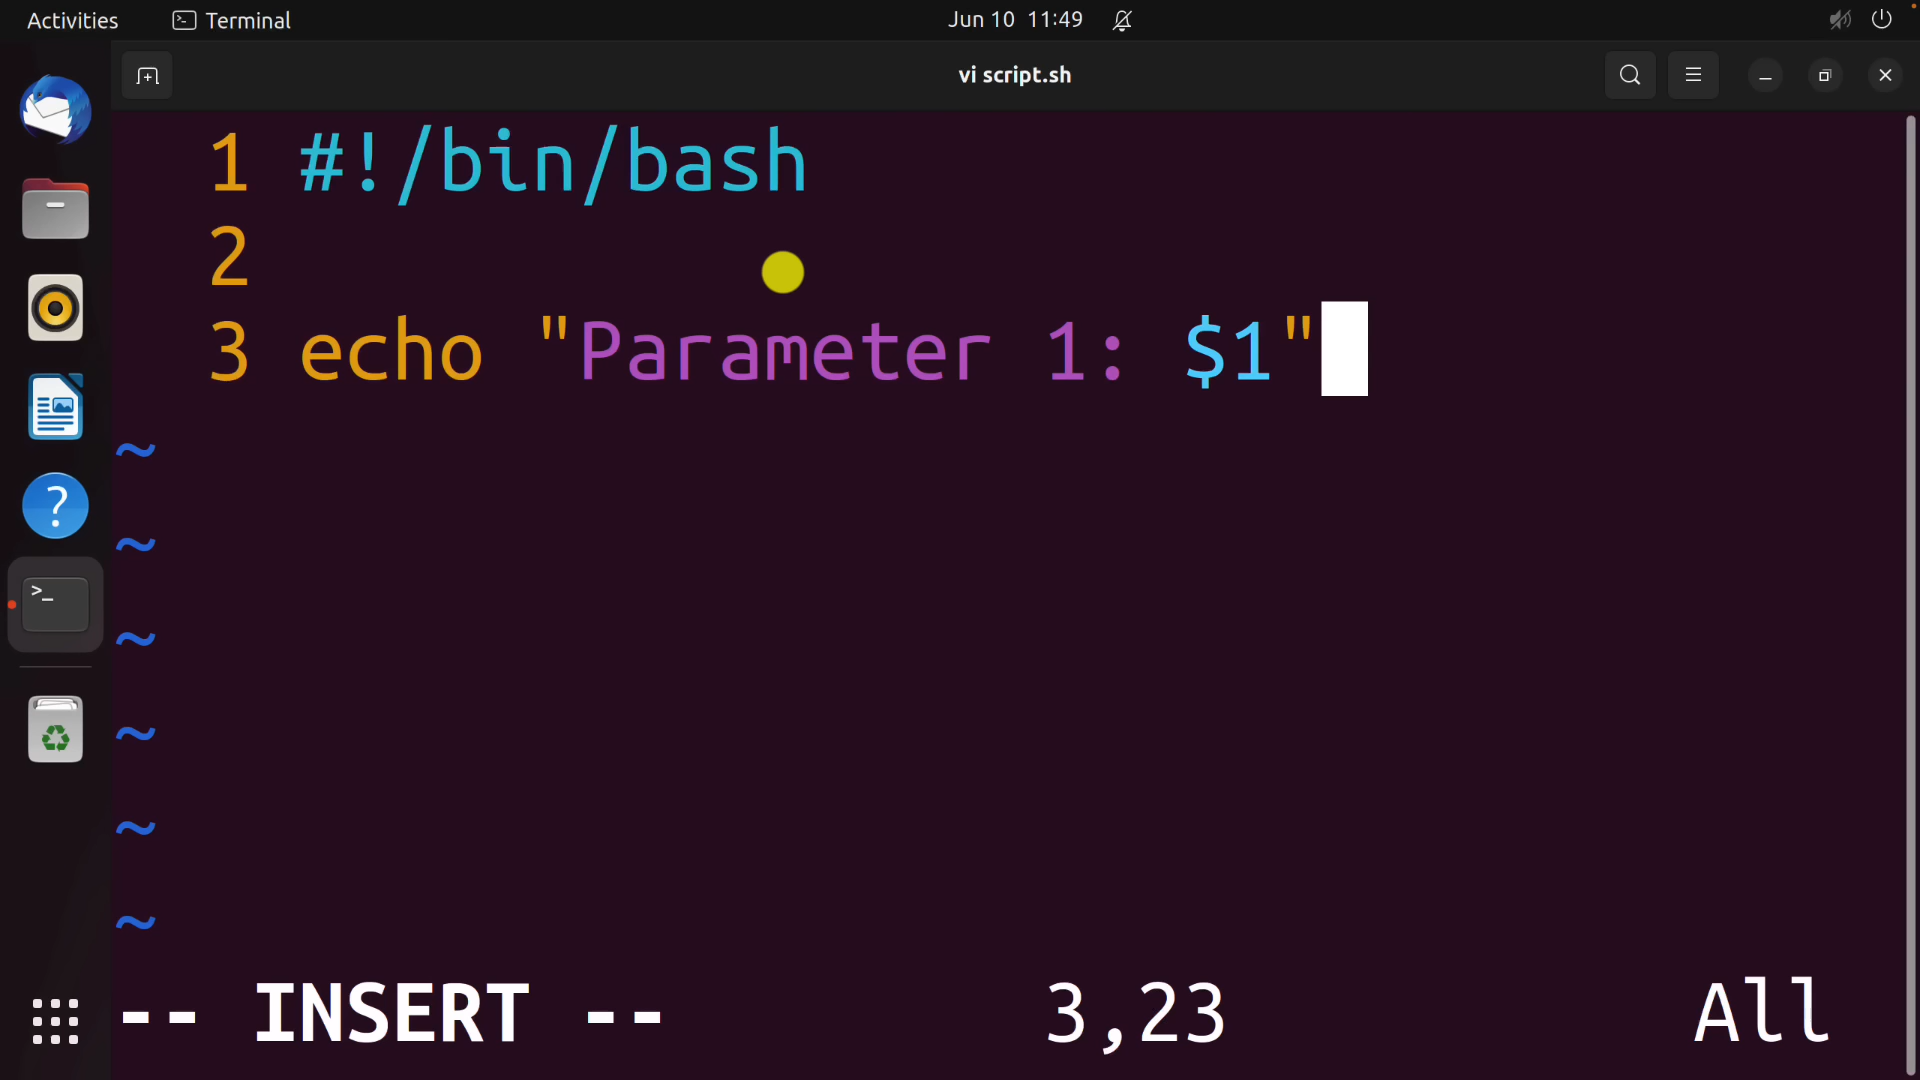 Activities Terminal Jun 10 11:49
vi script.sh
1 #!/bin/bash
2
3 echo "Parameter 1: $1"
~
~
~
~
~
~
-- INSERT -- 3,23 All